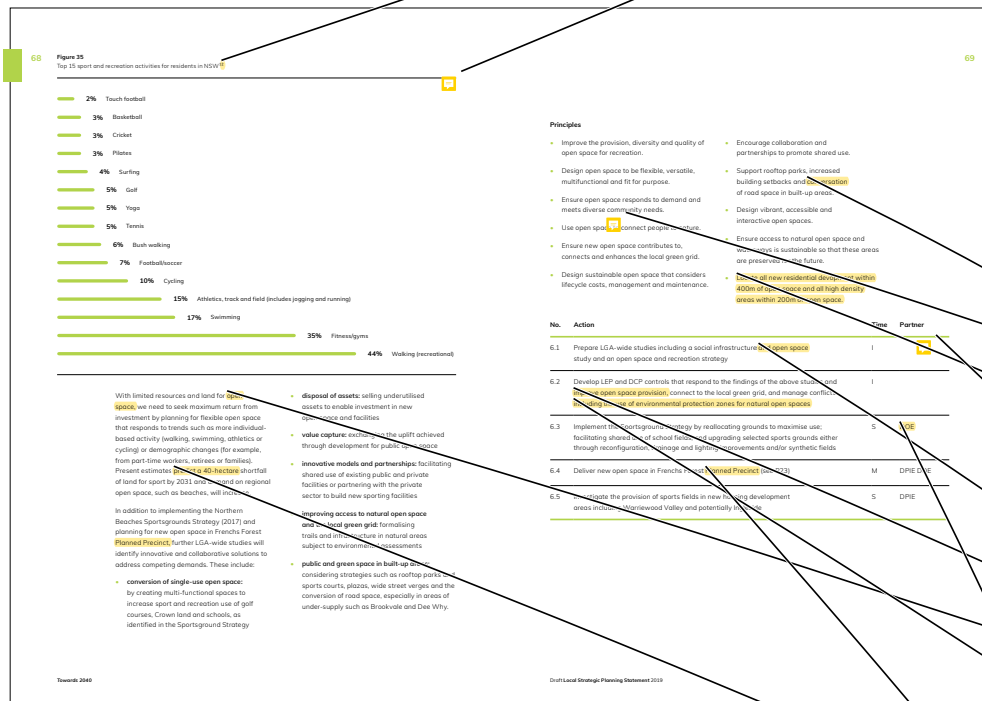 68
Figure 35
Top 15 sport and recreation activities for residents in NSW
2% Touch football
3% Basketball
3% Cricket
3% Pilates
4% Surfing
5% Golf
5% Yoga
5% Tennis
6% Bush walking
7% Football/soccer
10% Cycling
15% Athletics, track and field (includes jogging and running)
17% Swimming
35% Fitness/gyms
44% Walking (recreational)
With limited resources and land for open
space, we need to seek maximum return from
investment by planning for flexible open space
that responds to trends such as more individual-
based activity (walking, swimming, athletics or
cycling) or demographic changes (for example,
from part-time workers, retirees or families).
Present estimates predict a 40-hectare shortfall
of land for sport by 2031 and demand on regional
open space, such as beaches, will increase.
In addition to implementing the Northern
Beaches Sportsgrounds Strategy (2017) and
planning for new open space in Frenchs Forest
Planned Precinct, further LGA-wide studies will
identify innovative and collaborative solutions to
address competing demands. These include:
• conversion of single-use open space:
by creating multi-functional spaces to
increase sport and recreation use of golf
courses, Crown land and schools, as
identified in the Sportsground Strategy
• disposal of assets: selling underutilised
assets to enable investment in new
open space and facilities
• value capture: exchanging the uplift achieved
through development for public open space
• innovative models and partnerships: facilitating
shared use of existing public and private
facilities or partnering with the private
sector to build new sporting facilities
• improving access to natural open space
and the local green grid: formalising
trails and infrastructure in natural areas
subject to environmental assessments
• public and green space in built-up areas:
considering strategies such as rooftop parks and
sports courts, plazas, wide street verges and the
conversion of road space, especially in areas of
under-supply such as Brookvale and Dee Why.
Towards 2040
69
Principles
• Improve the provision, diversity and quality of
open space for recreation.
• Design open space to be flexible, versatile,
multifunctional and fit for purpose.
• Ensure open space responds to demand and
meets diverse community needs.
• Use open space connect people to nature.
• Ensure new open space contributes to,
connects and enhances the local green grid.
• Design sustainable open space that considers
lifecycle costs, management and maintenance.
• Encourage collaboration and
partnerships to promote shared use.
• Support rooftop parks, increased
building setbacks and
of road space in built-up areas.
• Design vibrant, accessible and
interactive open spaces.
• Ensure access to natural open space and
waterways is sustainable so that these areas
are preserved for the future.
• Locate all new residential development within
400m of open space and all high density
areas within 200m of open space.
No. Action Time Partner
6.1 Prepare LGA-wide studies including a social infrastructure and open space I
study and an open space and recreation strategy
6.2 Develop LEP and DCP controls that respond to the findings of the above studies and I
improve open space provision, connect to the local green grid, and manage conflicts
including the use of environmental protection zones for natural open spaces
6.3 Implement the Sportsground Strategy by reallocating grounds to maximise use; S DOE
facilitating shared use of school fields; and upgrading selected sports grounds either
through reconfiguration, drainage and lighting improvements and/or synthetic fields
6.4 Deliver new open space in Frenchs Forest Planned Precinct (see P33) M DPIE DOE
6.5 Investigate the provision of sports fields in new housing development S DPIE
areas including Warriewood Valley and potentially Ingleside
Draft Local Strategic Planning Statement 2019